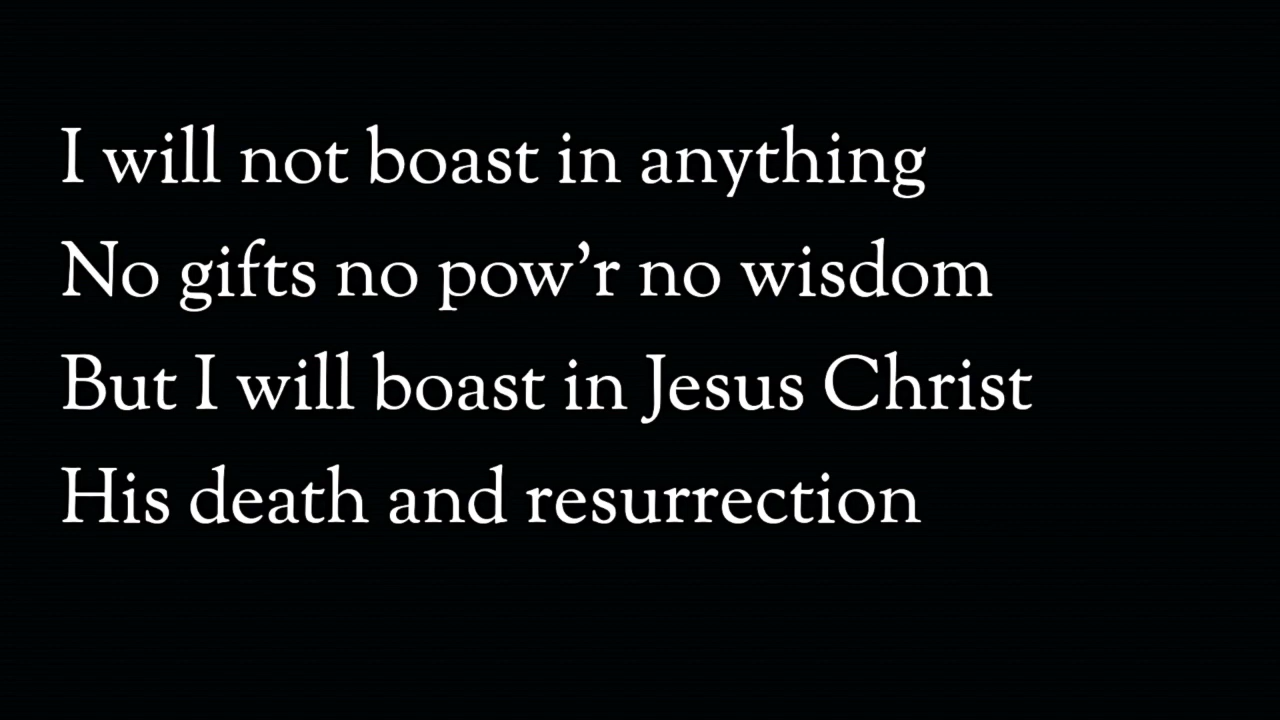 I will not boast in anything
No gifts no pow’r no wisdom
But I will boast in Jesus Christ
His death and resurrection